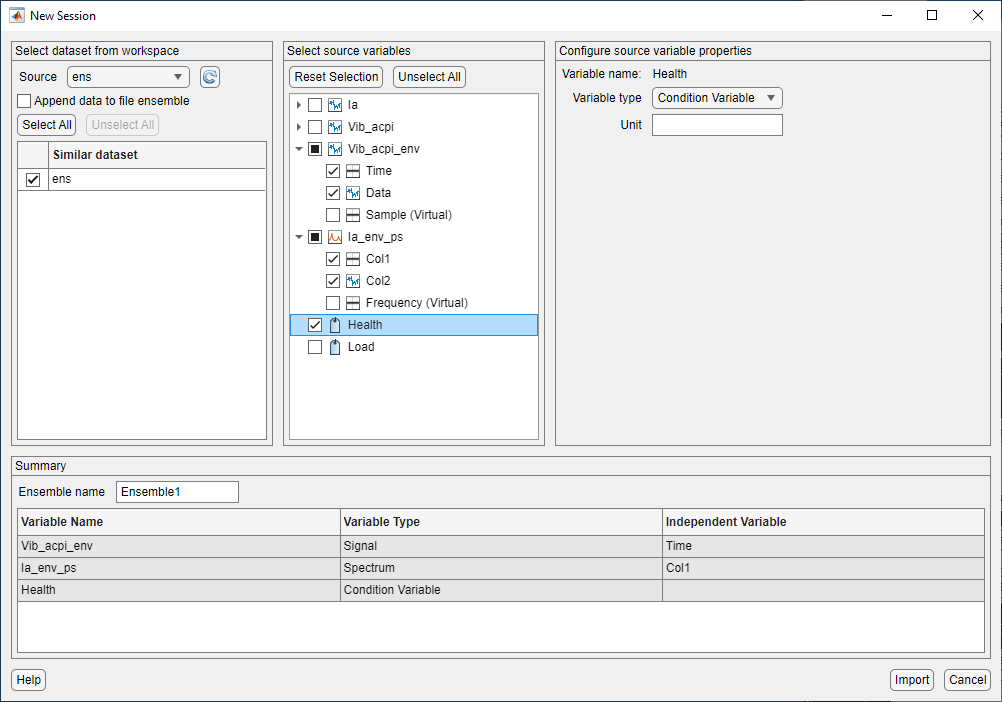 New Session
Select dataset from workspace
Source ens
Append data to file ensemble
Select All Unselect All
Similar dataset
ens
Select source variables
Reset Selection Unselect All
Ia
Vib_acpi
Vib_acpi_env
Time
Data
Sample (Virtual)
Ia_env_ps
Col1
Col2
Frequency (Virtual)
Health
Load
Configure source variable properties
Variable name: Health
Variable type Condition Variable
Unit
Summary
Ensemble name Ensemble1
Variable Name Variable Type Independent Variable
Vib_acpi_env Signal Time
Ia_env_ps Spectrum Col1
Health Condition Variable
Help Import Cancel